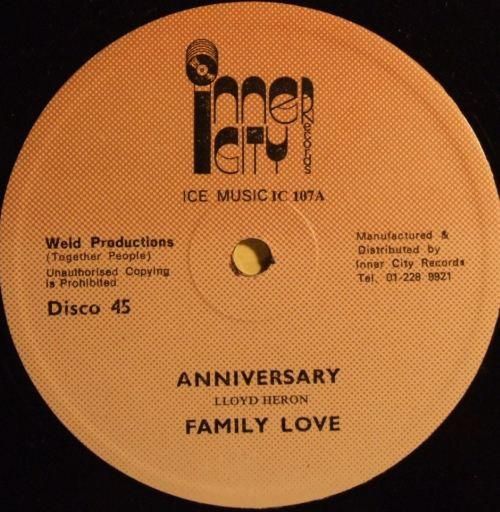 inner
CITY
RECORDS
ICE MUSIC IC 107A
Weld Productions
(Together People)
Unauthorised Copying
is Prohibited
Disco 45
Manufactured &
Distributed by
Inner City Records
Tel. 01-228 9921
ANNIVERSARY
LLOYD HERON
FAMILY LOVE